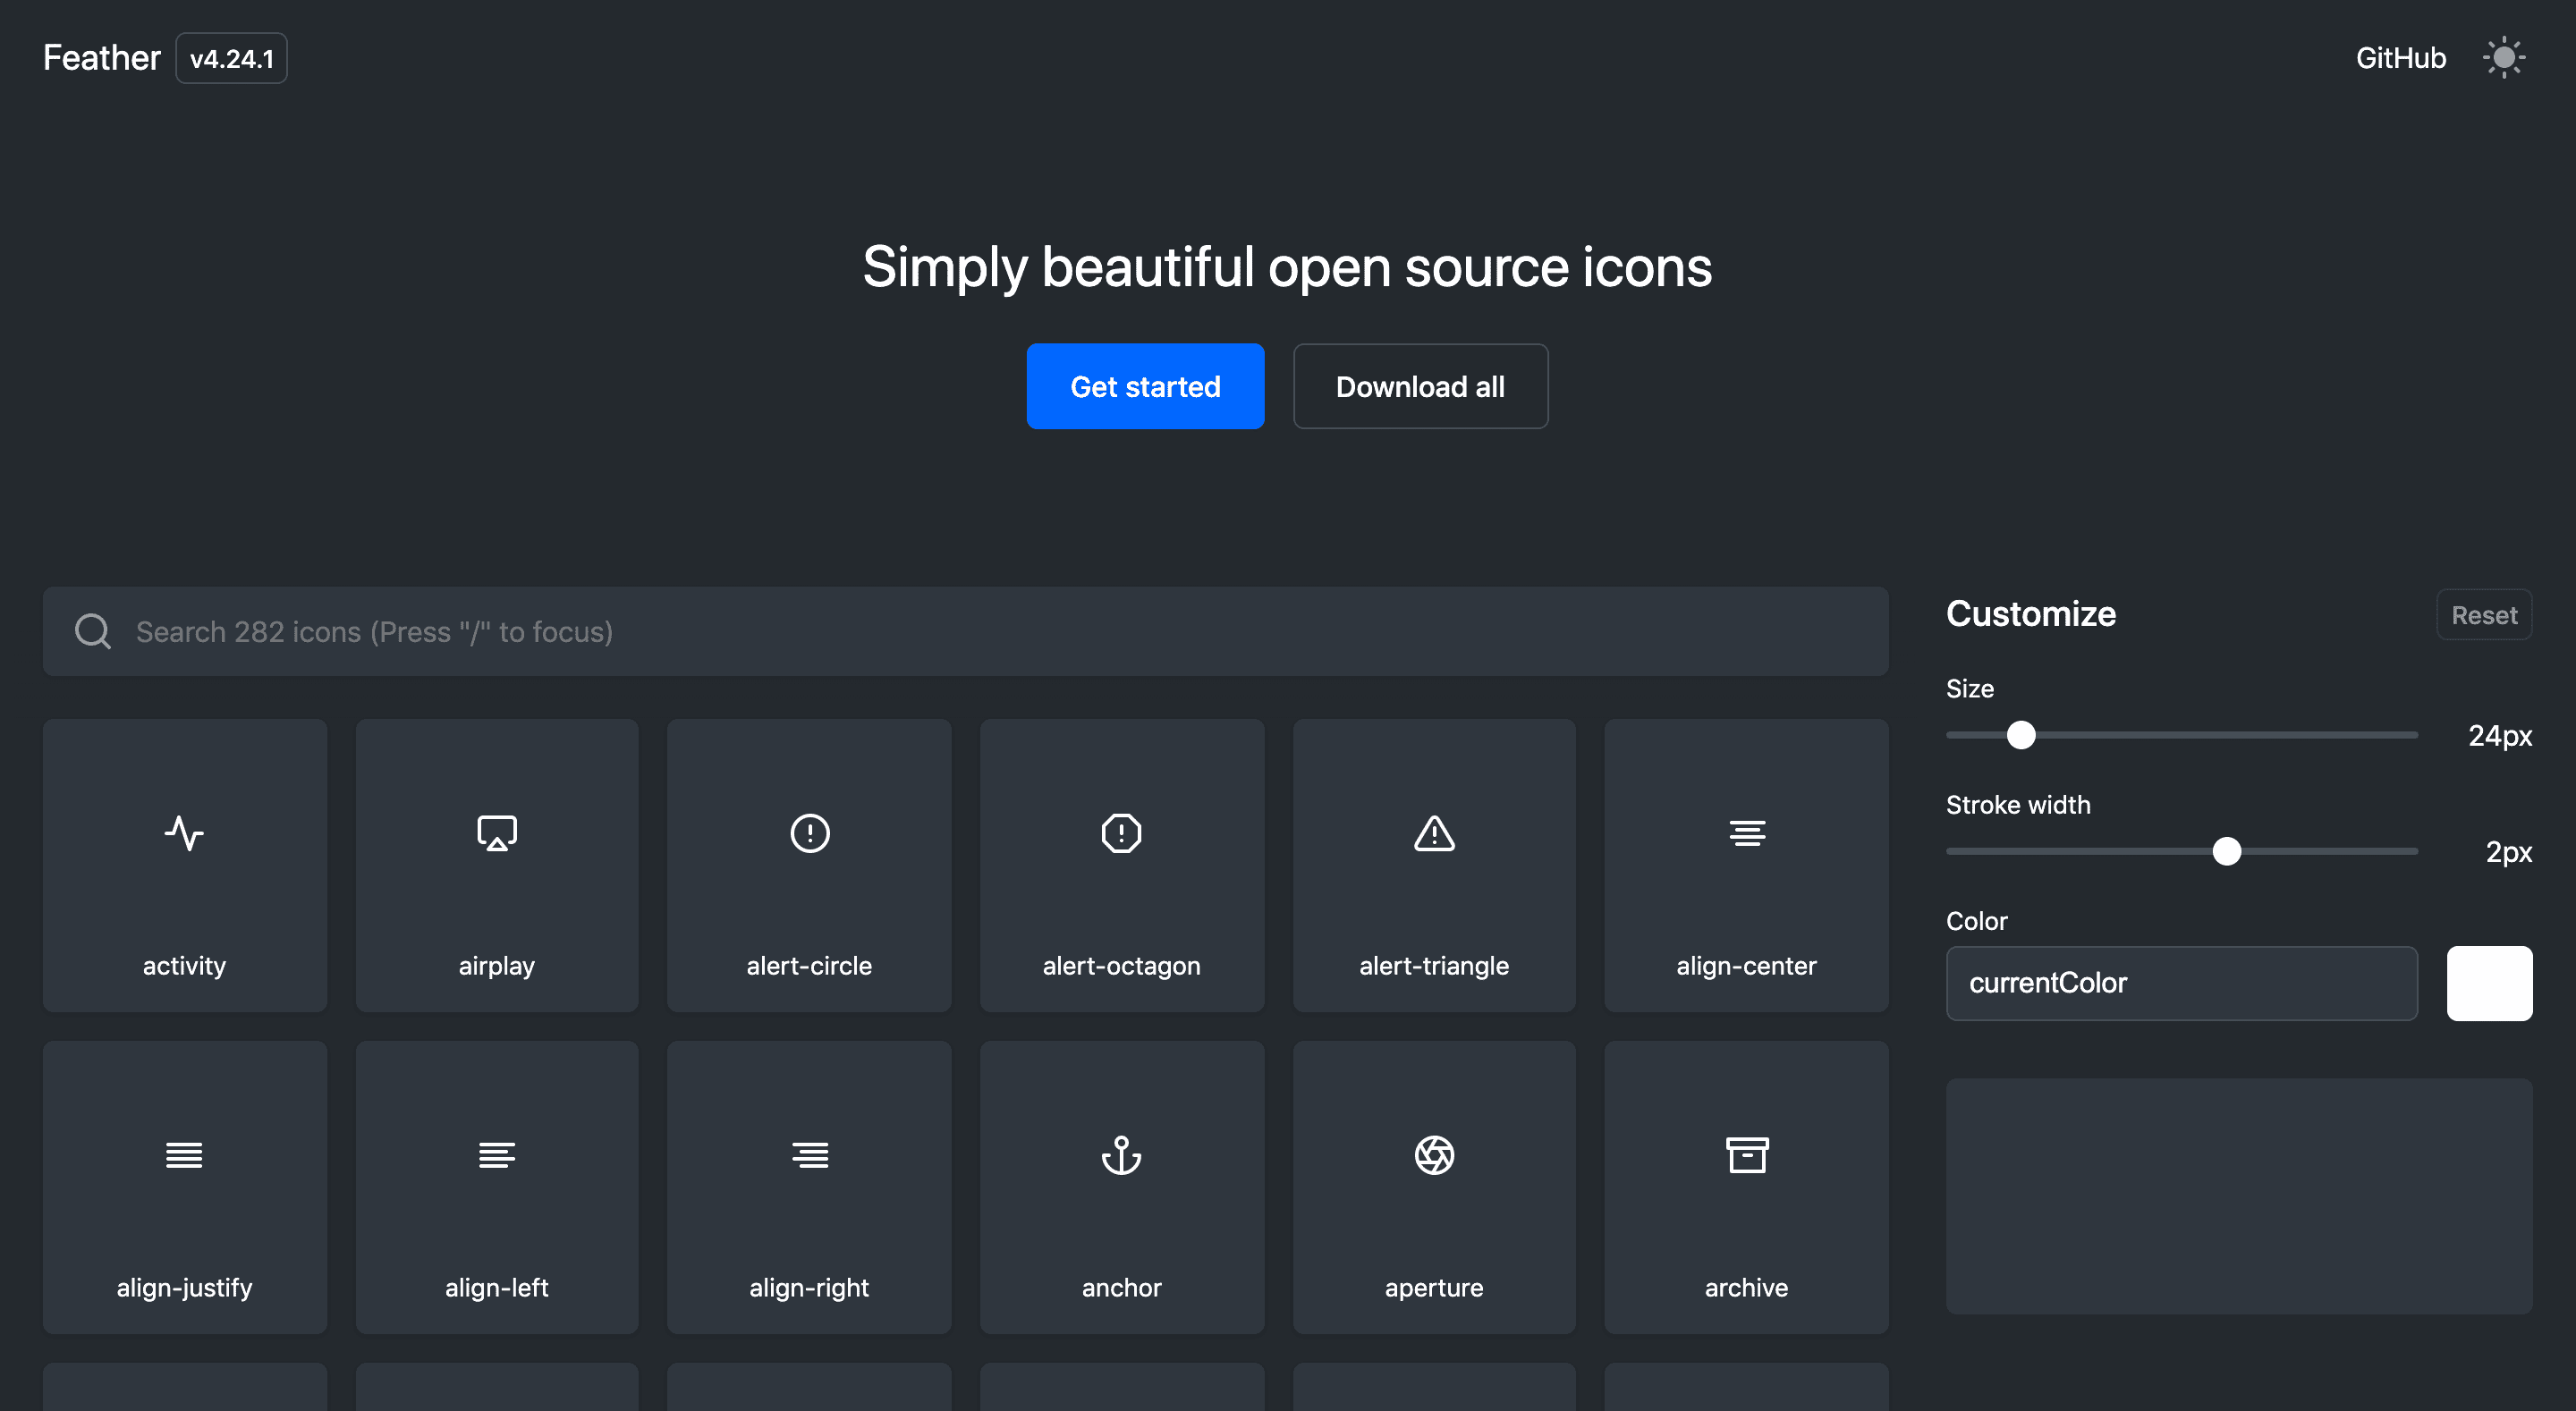 Feather v4.24.1
GitHub
Simply beautiful open source icons
Get started
Download all
Search 282 icons (Press "/" to focus)
activity
airplay
alert-circle
alert-octagon
alert-triangle
align-center
align-justify
align-left
align-right
anchor
aperture
archive
Customize
Reset
Size
24px
Stroke width
2px
Color
currentColor